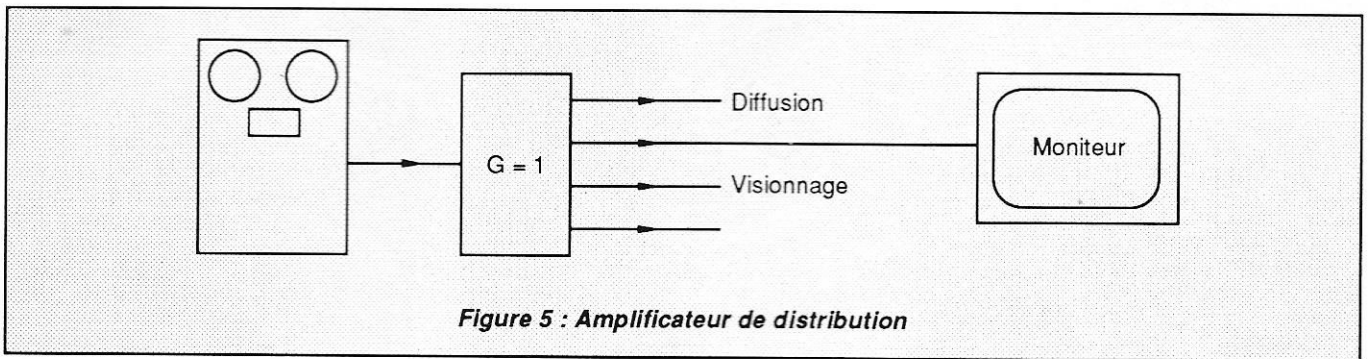 Diffusion
G = 1
Moniteur
Visionnage
Figure 5 : Amplificateur de distribution